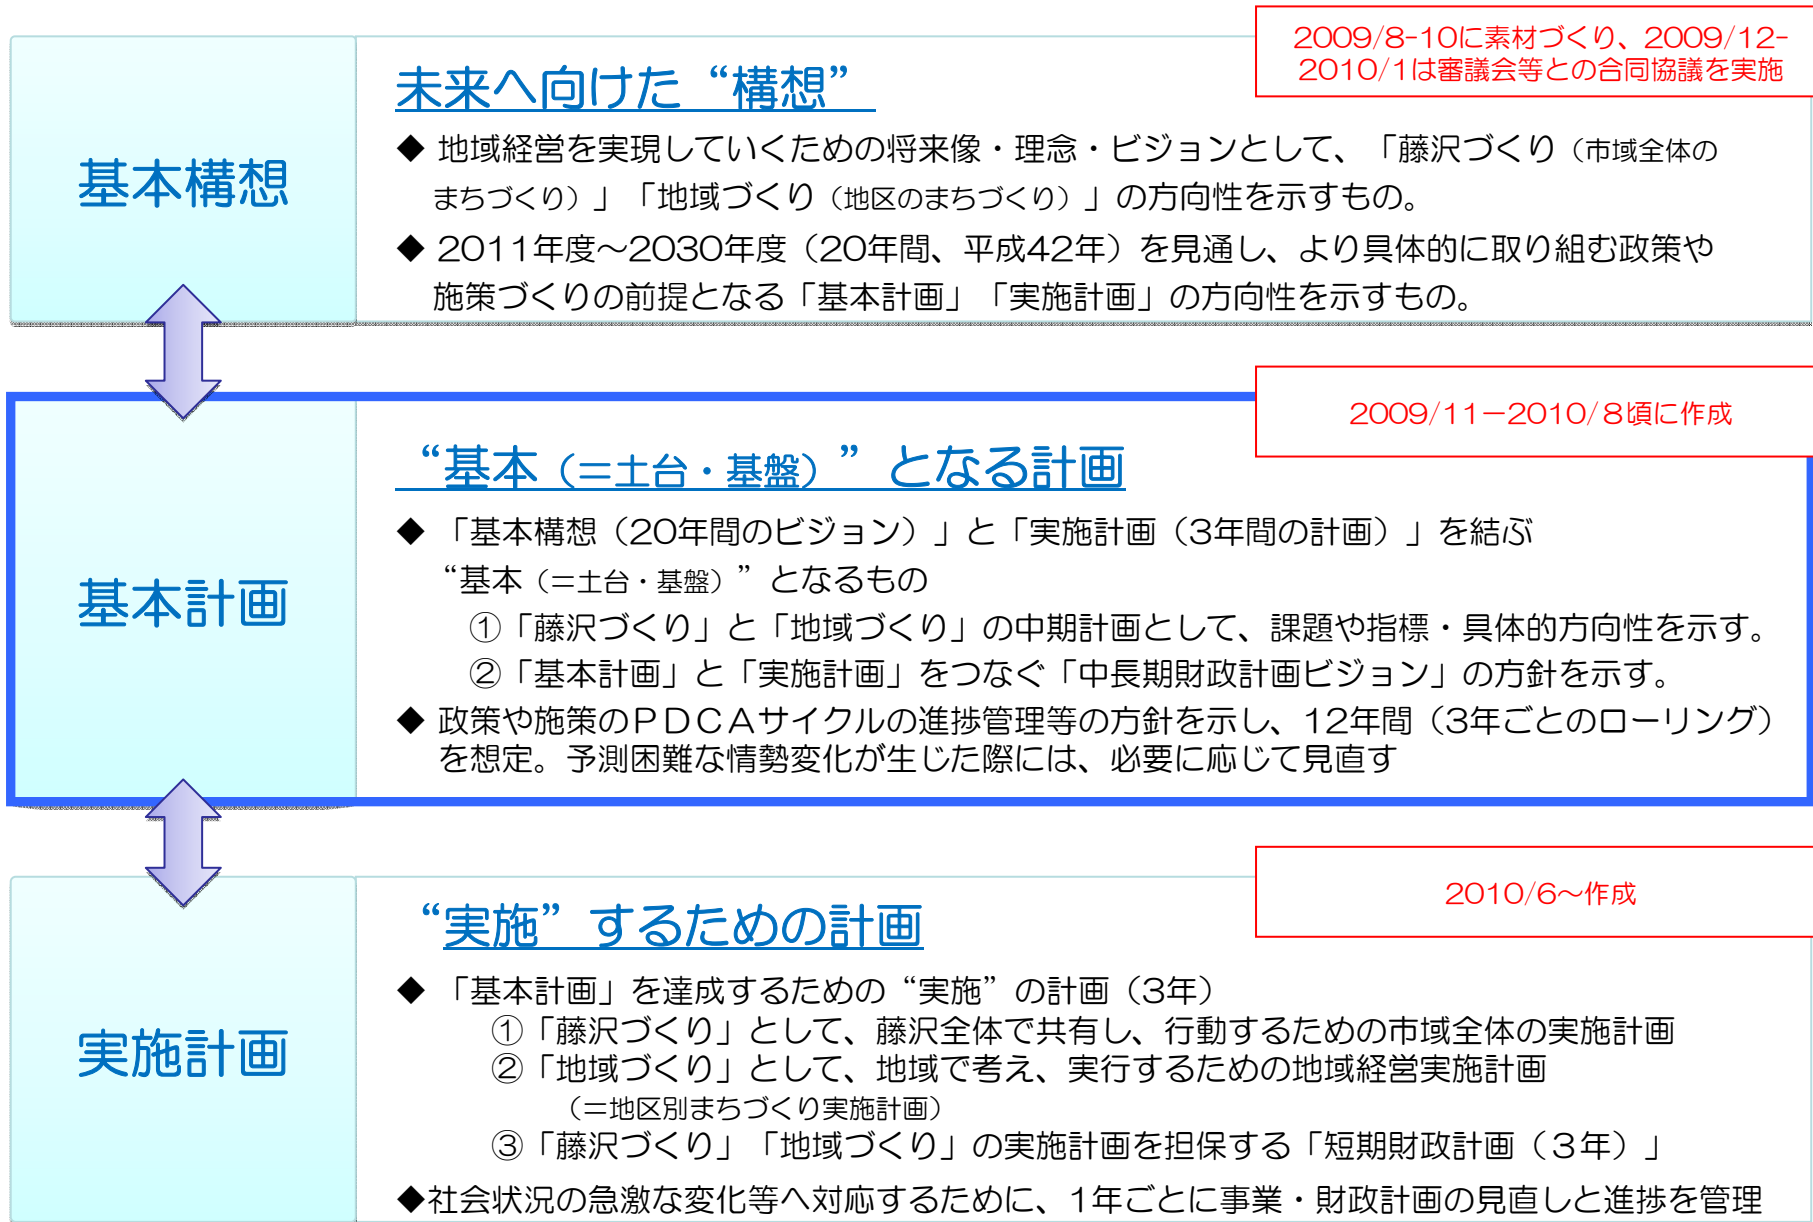 2009/8-10に素材づくり、2009/12-
2010/1は審議会等との合同協議を実施
基本構想
未来へ向けた“構想”
◆ 地域経営を実現していくための将来像・理念・ビジョンとして、「藤沢づくり（市域全体の
まちづくり）」「地域づくり（地区のまちづくり）」の方向性を示すもの。
◆ 2011年度～2030年度（20年間、平成42年）を見通し、より具体的に取り組む政策や
施策づくりの前提となる「基本計画」「実施計画」の方向性を示すもの。
2009/11－2010/8頃に作成
基本計画
“基本（＝土台・基盤）”となる計画
◆ 「基本構想（20年間のビジョン）」と「実施計画（3年間の計画）」を結ぶ
“基本（＝土台・基盤）”となるもの
①「藤沢づくり」と「地域づくり」の中期計画として、課題や指標・具体的方向性を示す。
②「基本計画」と「実施計画」をつなぐ「中長期財政計画ビジョン」の方針を示す。
◆ 政策や施策のＰＤＣＡサイクルの進捗管理等の方針を示し、12年間（3年ごとのローリング）
を想定。予測困難な情勢変化が生じた際には、必要に応じて見直す
2010/6～作成
実施計画
“実施”するための計画
◆ 「基本計画」を達成するための“実施”の計画（3年）
①「藤沢づくり」として、藤沢全体で共有し、行動するための市域全体の実施計画
②「地域づくり」として、地域で考え、実行するための地域経営実施計画
（＝地区別まちづくり実施計画）
③「藤沢づくり」「地域づくり」の実施計画を担保する「短期財政計画（３年）」
◆社会状況の急激な変化等へ対応するために、1年ごとに事業・財政計画の見直しと進捗を管理